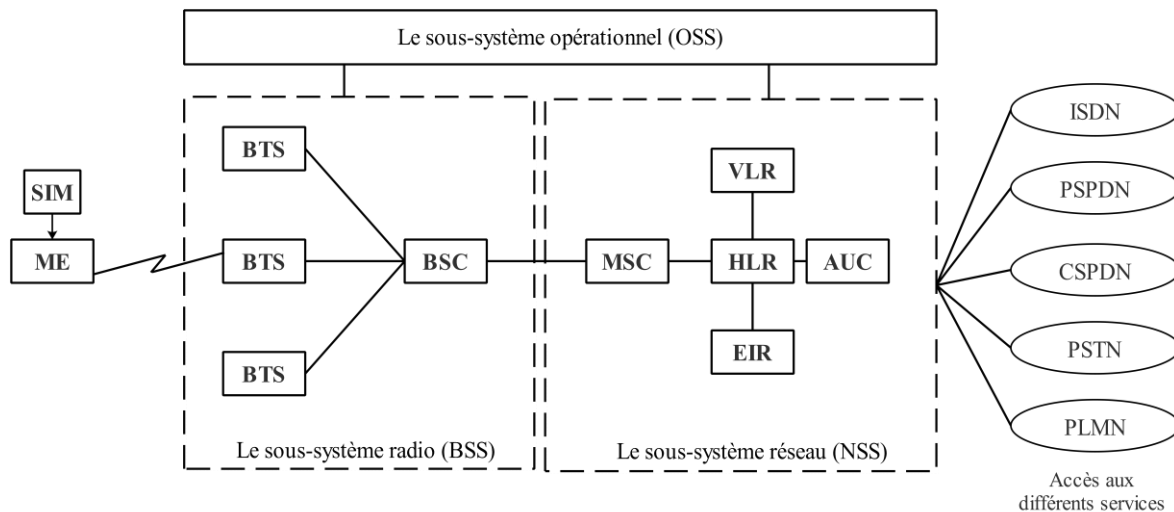 Le sous-système opérationnel (OSS)
SIM
ME
BTS
BTS
BTS
BSC
Le sous-système radio (BSS)
VLR
MSC
HLR
AUC
EIR
Le sous-système réseau (NSS)
ISDN
PSPDN
CSPDN
PSTN
PLMN
Accès aux
différents services